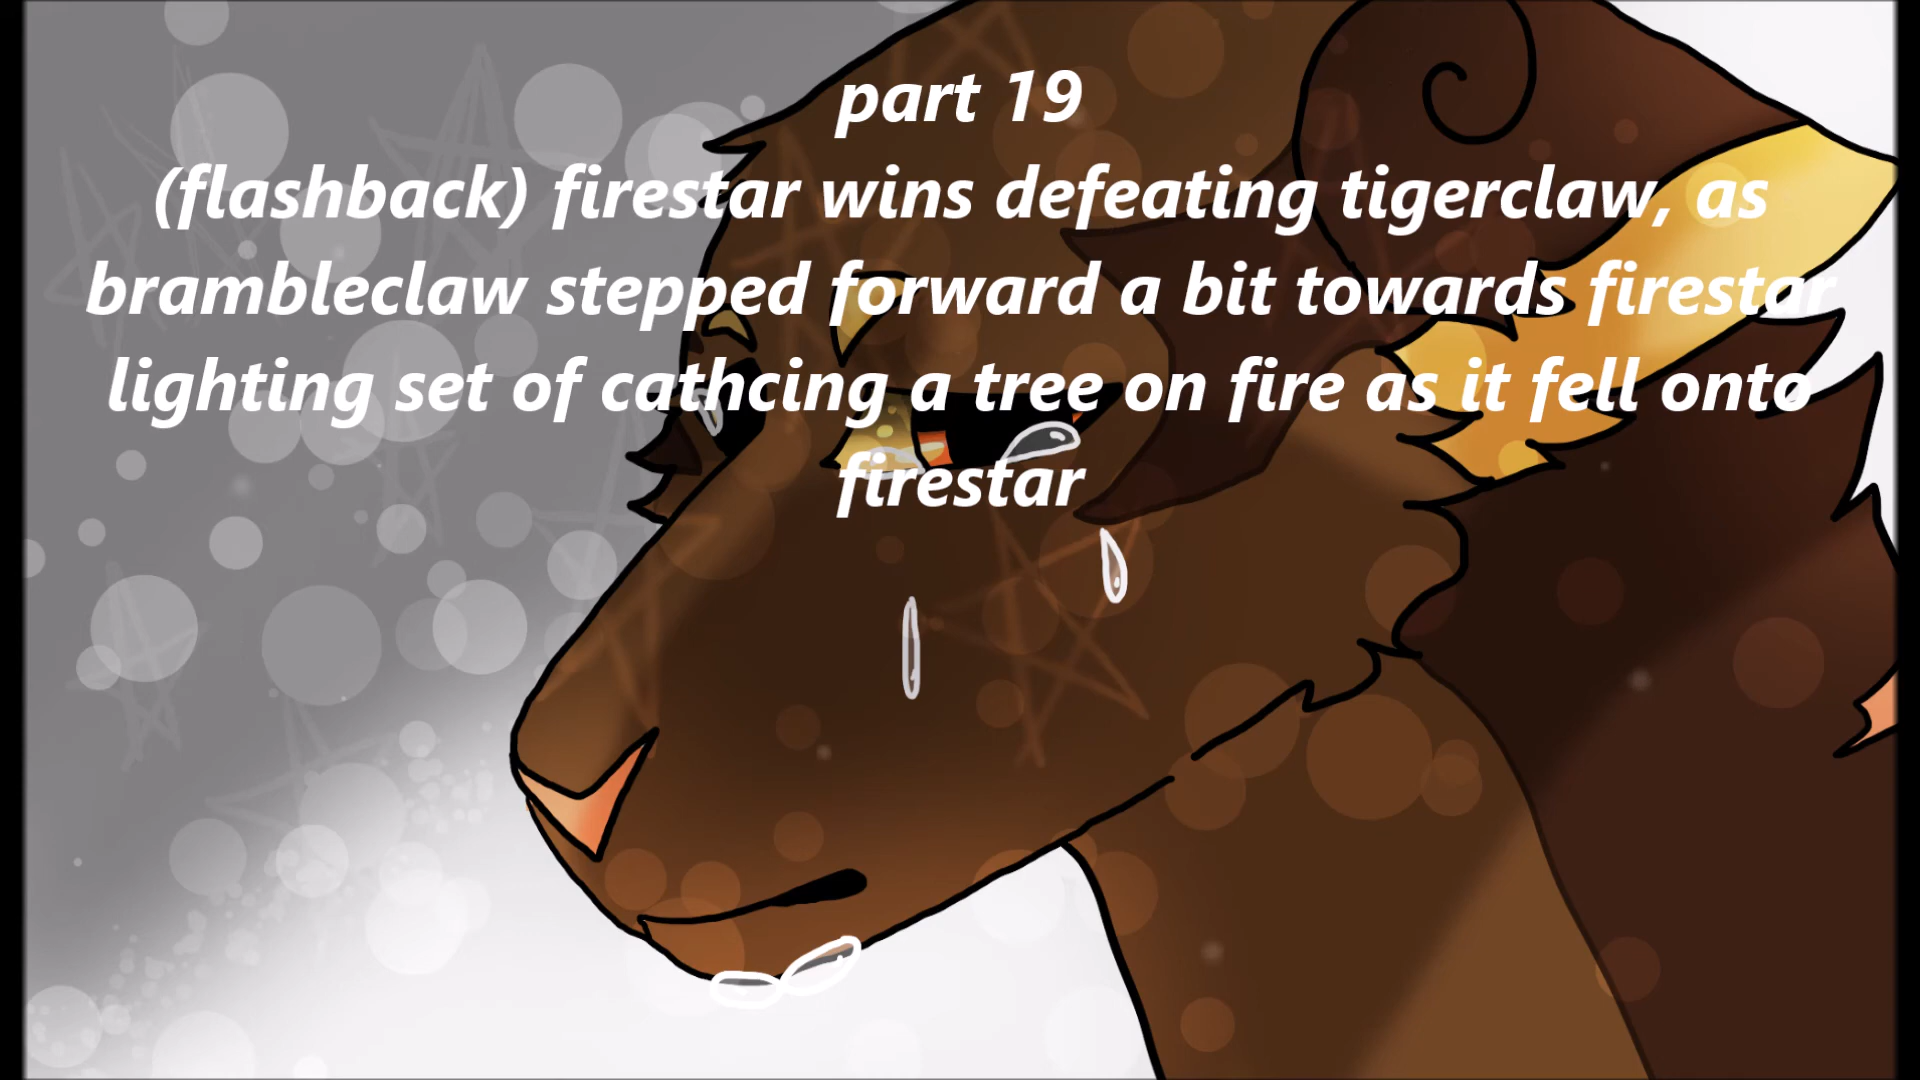 part 19
(flashback) firestar wins defeating tigerclaw, as
brambleclaw stepped forward a bit towards firestar
lighting set of cathcing a tree on fire as it fell onto
firestar